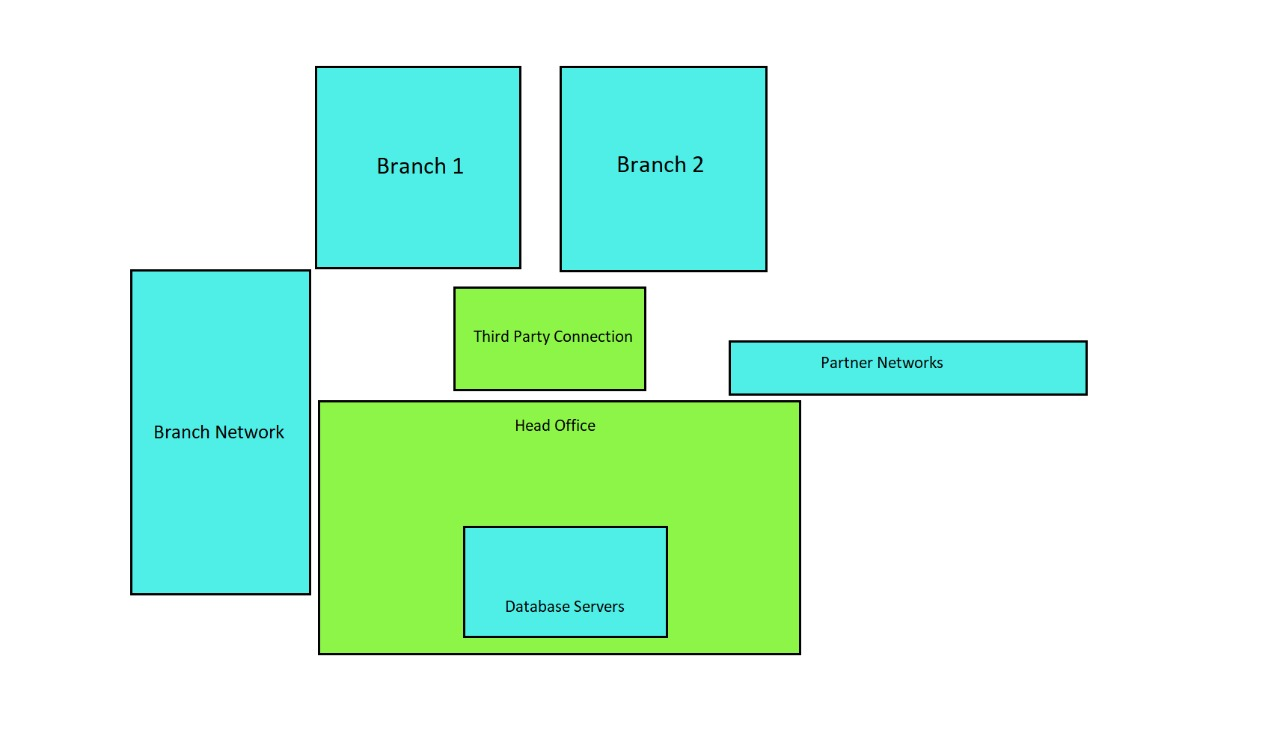 Branch 1
Branch 2
Third Party Connection
Partner Networks
Branch Network
Head Office
Database Servers